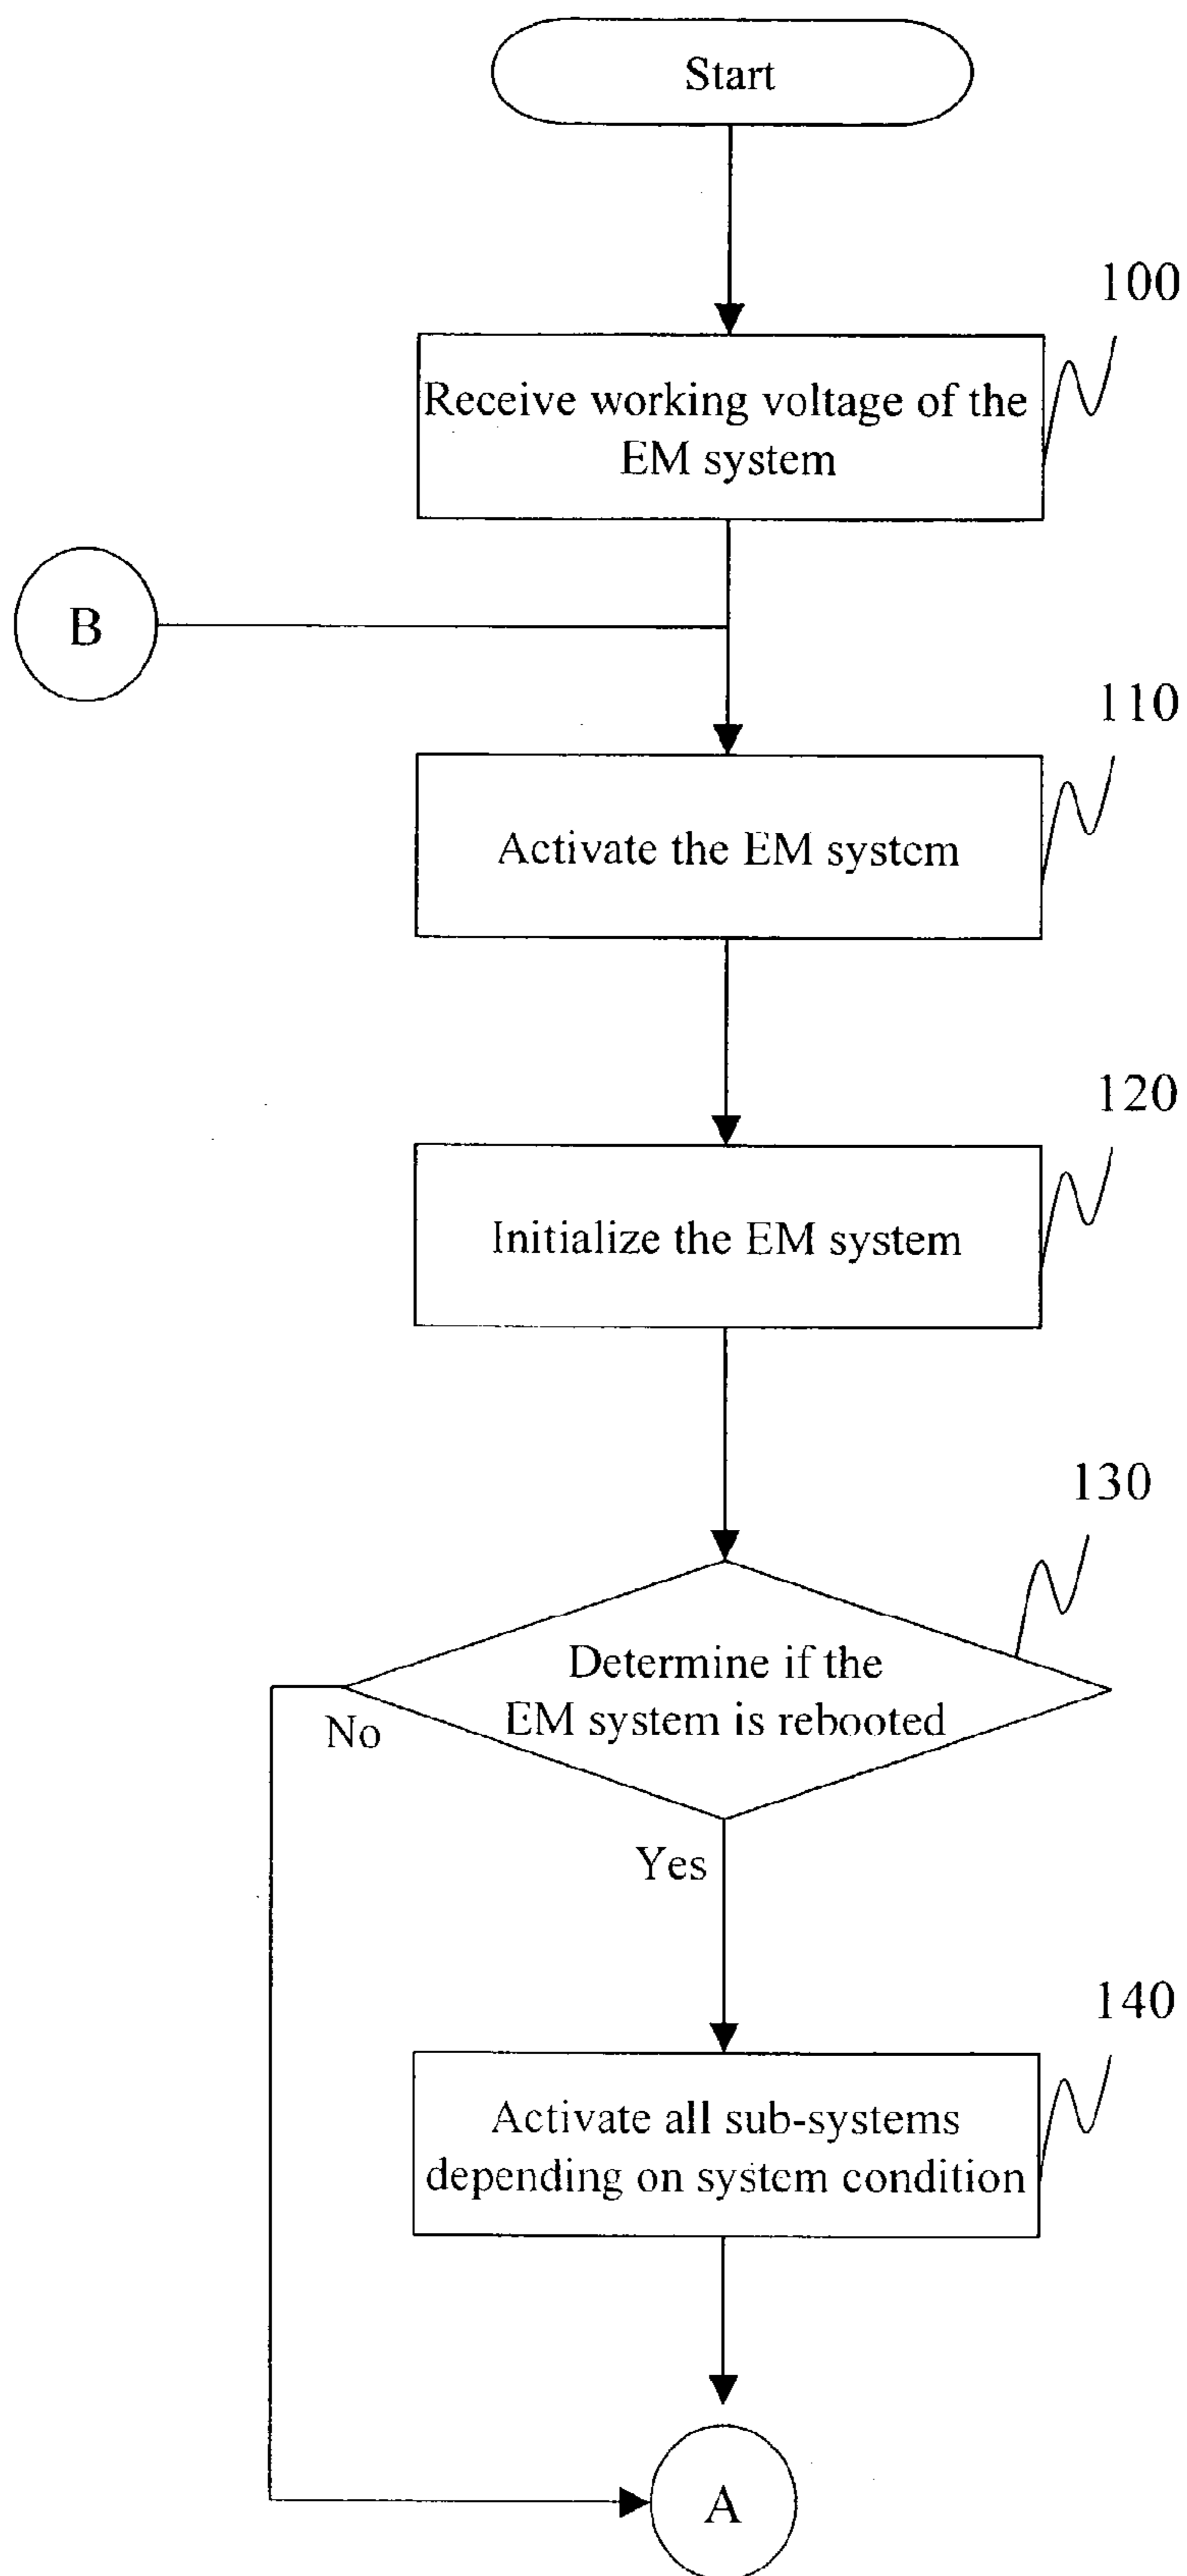 Start
100
Receive working voltage of the
EM system
B
110
Activate the EM system
120
Initialize the EM system
130
Determine if the
EM system is rebooted
No
Yes
140
Activate all sub-systems
depending on system condition
A